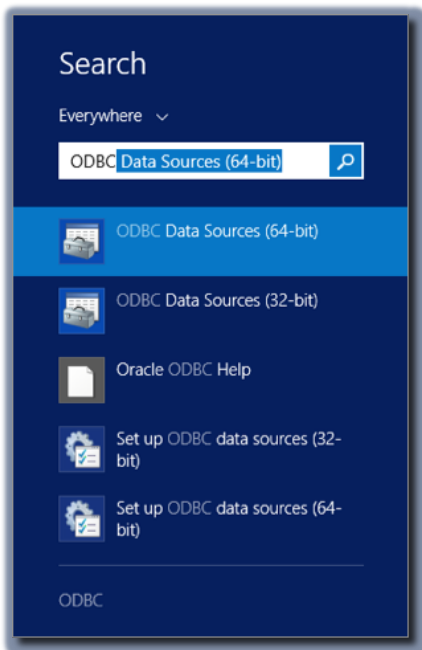 Search
Everywhere
ODBC Data Sources (64-bit)
ODBC Data Sources (64-bit)
ODBC Data Sources (32-bit)
Oracle ODBC Help
Set up ODBC data sources (32-
bit)
Set up ODBC data sources (64-
bit)
ODBC